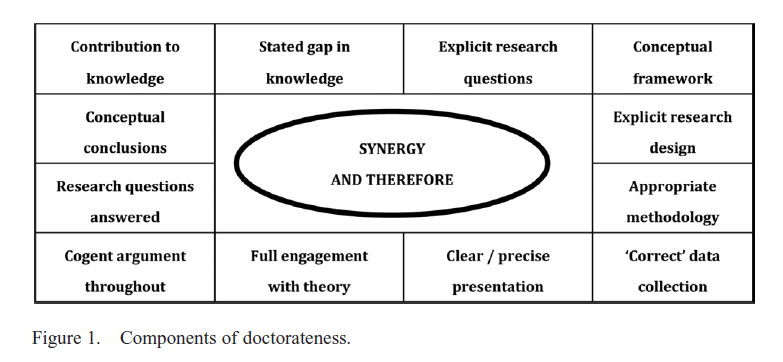 Contribution to knowledge
Stated gap in knowledge
Explicit research questions
Conceptual framework
Conceptual conclusions
SYNERGY
AND THEREFORE
Explicit research design
Research questions answered
Appropriate methodology
Cogent argument throughout
Full engagement with theory
Clear / precise presentation
‘Correct’ data collection
Figure 1. Components of doctorateness.